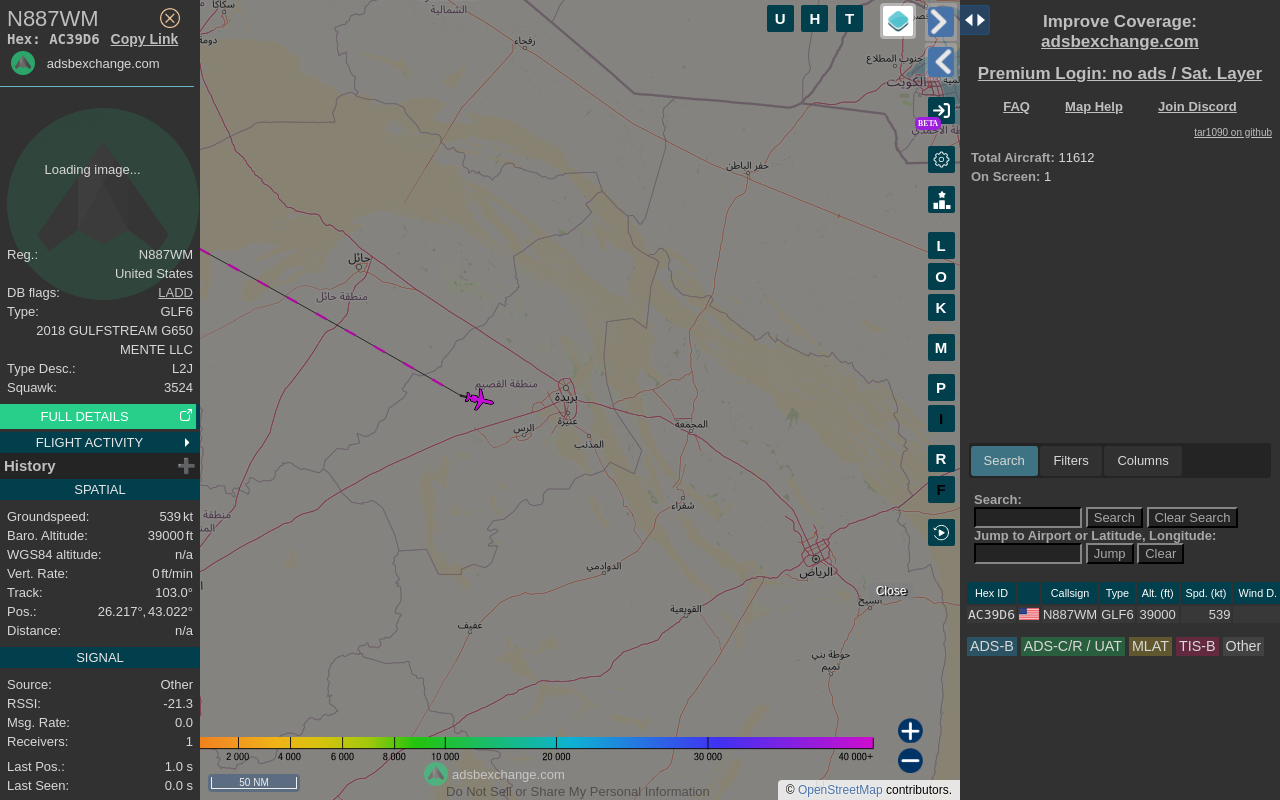 N887WM
Hex: AC39D6 Copy Link
adsbexchange.com
Loading image...
Reg.: N887WM
United States
DB flags: LADD
Type: GLF6
2018 GULFSTREAM G650
MENTE LLC
Type Desc.: L2J
Squawk: 3524
FULL DETAILS
FLIGHT ACTIVITY
History
SPATIAL
Groundspeed: 539 kt
Baro. Altitude: 39000 ft
WGS84 altitude: n/a
Vert. Rate: 0 ft/min
Track: 103.0°
Pos.: 26.217°, 43.022°
Distance: n/a
SIGNAL
Source: Other
RSSI: -21.3
Msg. Rate: 0.0
Receivers: 1
Last Pos.: 1.0 s
Last Seen: 0.0 s
سكاكا
الشمالية
دومة
رفحاء
جنوب المطلاع
الكويت
حفر الباطن
حائل
منطقة حائل
منطقة القصيم
بريدة
عنيزة
الرس
المذنب
المجمعة
شقراء
منطقة
الدوادمي
الرياض
القويعية
عفيف
حوطة بني
تميم
U H T
BETA
L
O
K
M
P
I
R
F
Close
2 000 4 000 6 000 8 000 10 000 20 000 30 000 40 000+
50 NM
adsbexchange.com
Do Not Sell or Share My Personal Information
© OpenStreetMap contributors.
Improve Coverage:
adsbexchange.com
Premium Login: no ads / Sat. Layer
FAQ Map Help Join Discord
tar1090 on github
Total Aircraft: 11612
On Screen: 1
Search Filters Columns
Search:
Search Clear Search
Jump to Airport or Latitude, Longitude:
Jump Clear
Hex ID Callsign Type Alt. (ft) Spd. (kt) Wind D.
AC39D6 N887WM GLF6 39000 539
ADS-B ADS-C/R / UAT MLAT TIS-B Other